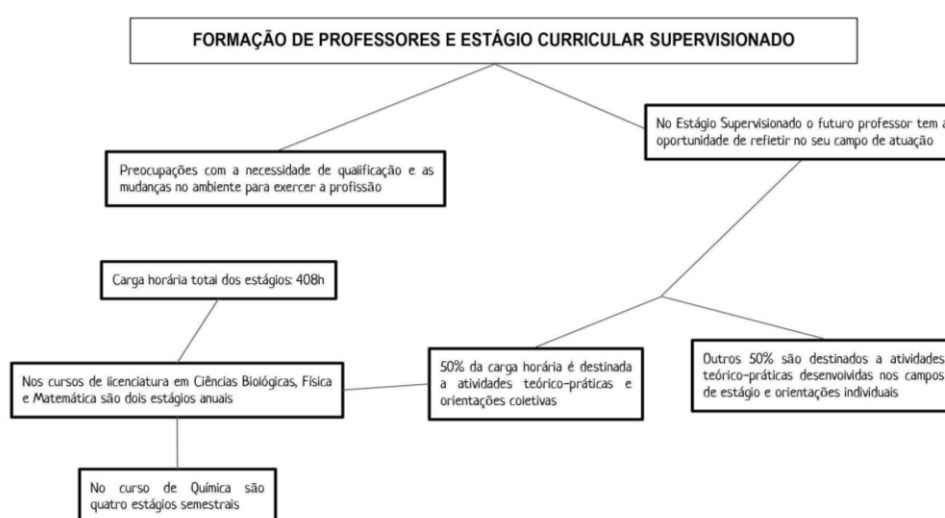 FORMAÇÃO DE PROFESSORES E ESTÁGIO CURRICULAR SUPERVISIONADO
No Estágio Supervisionado o futuro professor tem a
oportunidade de refletir no seu campo de atuação
Preocupações com a necessidade de qualificação e as
mudanças no ambiente para exercer a profissão
Carga horária total dos estágios: 408h
Nos cursos de licenciatura em Ciências Biológicas, Física
e Matemática são dois estágios anuais
50% da carga horária é destinada
a atividades teórico-práticas e
orientações coletivas
Outros 50% são destinados a atividades
teórico-práticas desenvolvidas nos campos
de estágio e orientações individuais
No curso de Química são
quatro estágios semestrais